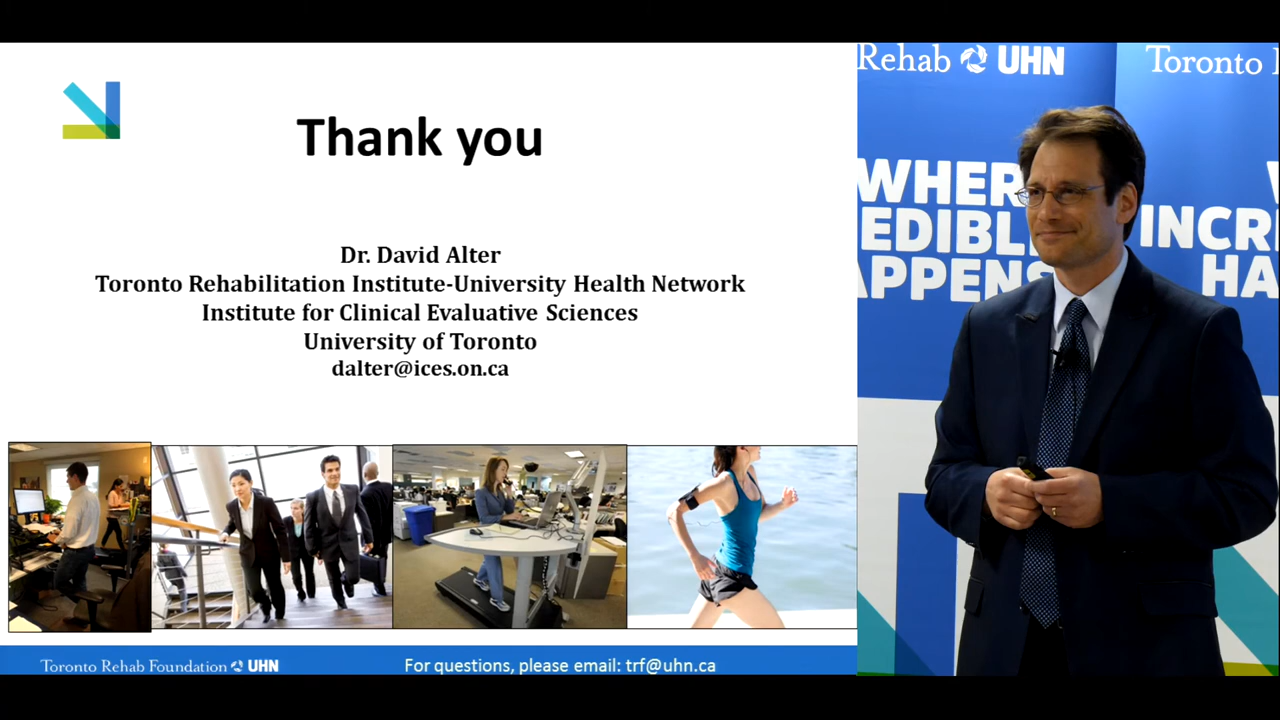 Thank you
Dr. David Alter
Toronto Rehabilitation Institute-University Health Network
Institute for Clinical Evaluative Sciences
University of Toronto
dalter@ices.on.ca
Toronto Rehab Foundation UHN
For questions, please email: trf@uhn.ca
Rehab UHN
Toronto
WHER
EDIBL
APPENS
INCR
HA